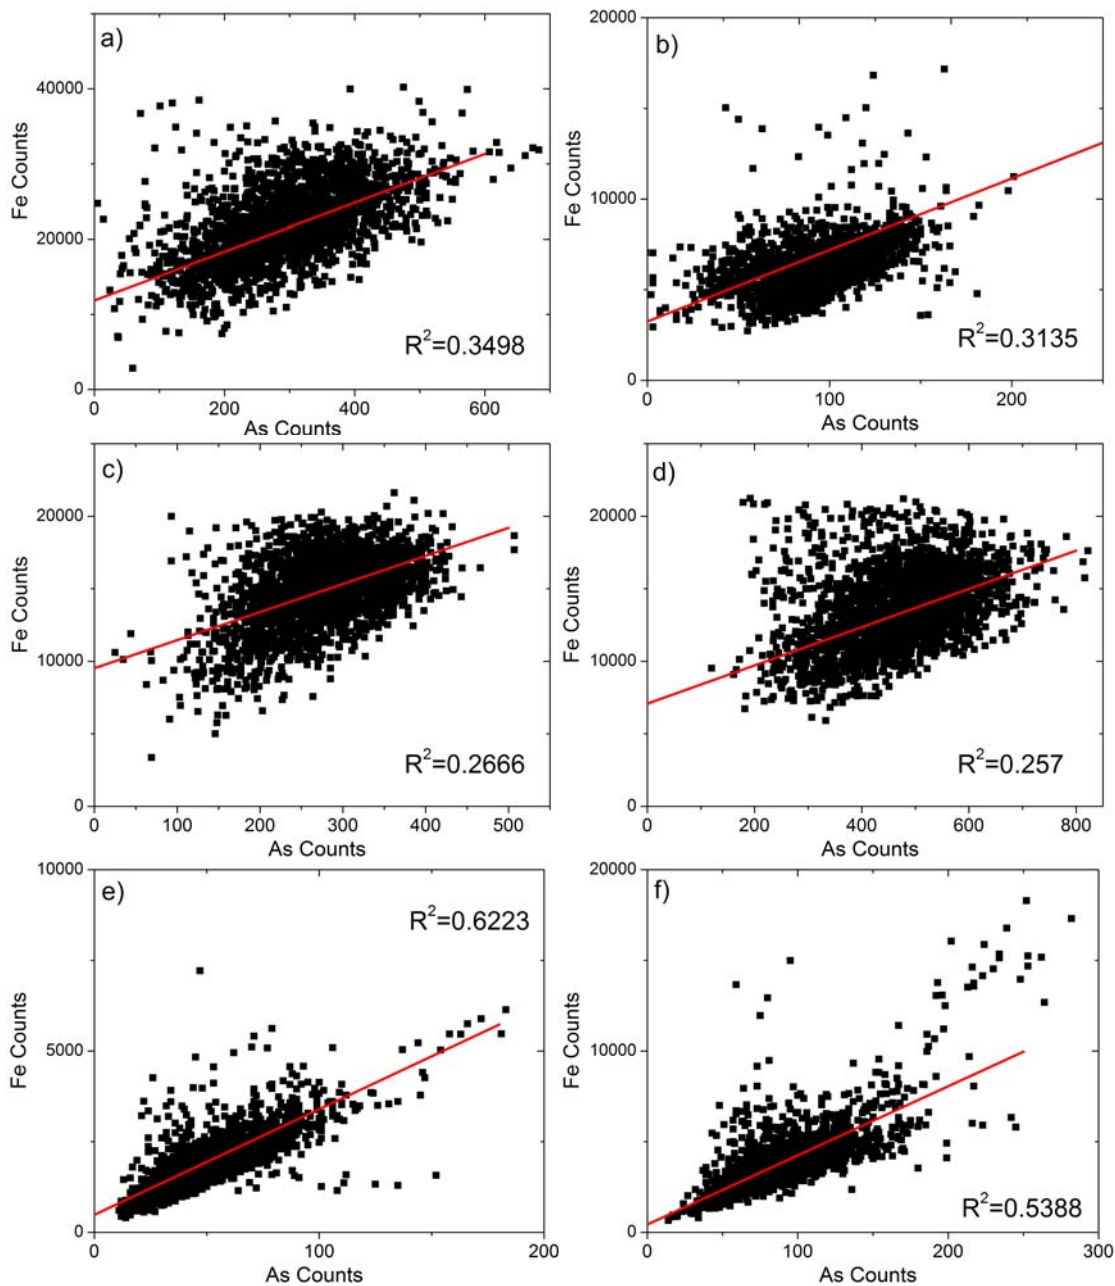 a)
40000
20000
0
Fe Counts
R²=0.3498
0 200 400 600
As Counts
b)
20000
10000
0
Fe Counts
R²=0.3135
0 100 200
As Counts
c)
20000
10000
0
Fe Counts
R²=0.2666
0 100 200 300 400 500
As Counts
d)
20000
10000
0
Fe Counts
R²=0.257
0 200 400 600 800
As Counts
e)
10000
5000
0
Fe Counts
R²=0.6223
0 100 200
As Counts
f)
20000
10000
0
Fe Counts
R²=0.5388
0 100 200 300
As Counts